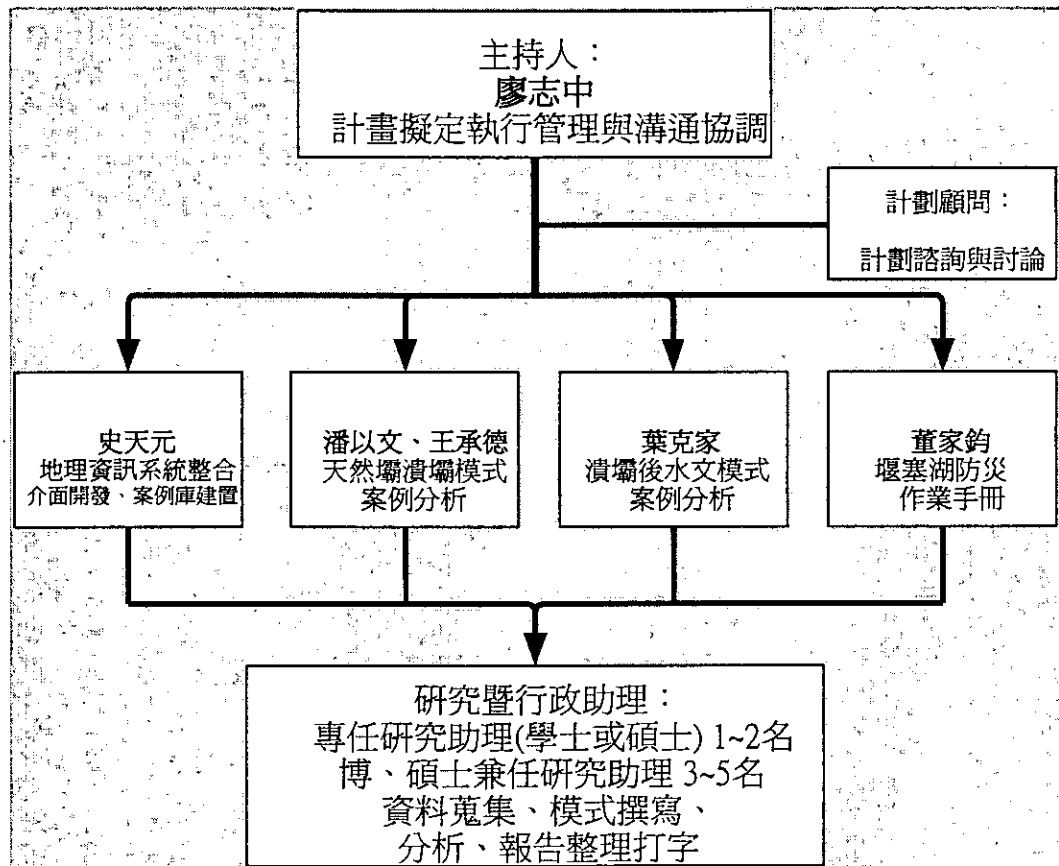 主持人：
廖志中
計畫擬定執行管理與溝通協調
計劃顧問：
計劃諮詢與討論
史天元
地理資訊系統整合
介面開發、案例庫建置
潘以文、王承德
天然壩潰壩模式
案例分析
葉克家
潰壩後水文模式
案例分析
董家鈞
堰塞湖防災
作業手冊
研究暨行政助理：
專任研究助理(學士或碩士) 1~2名
博、碩士兼任研究助理 3~5名
資料蒐集、模式撰寫、
分析、報告整理打字